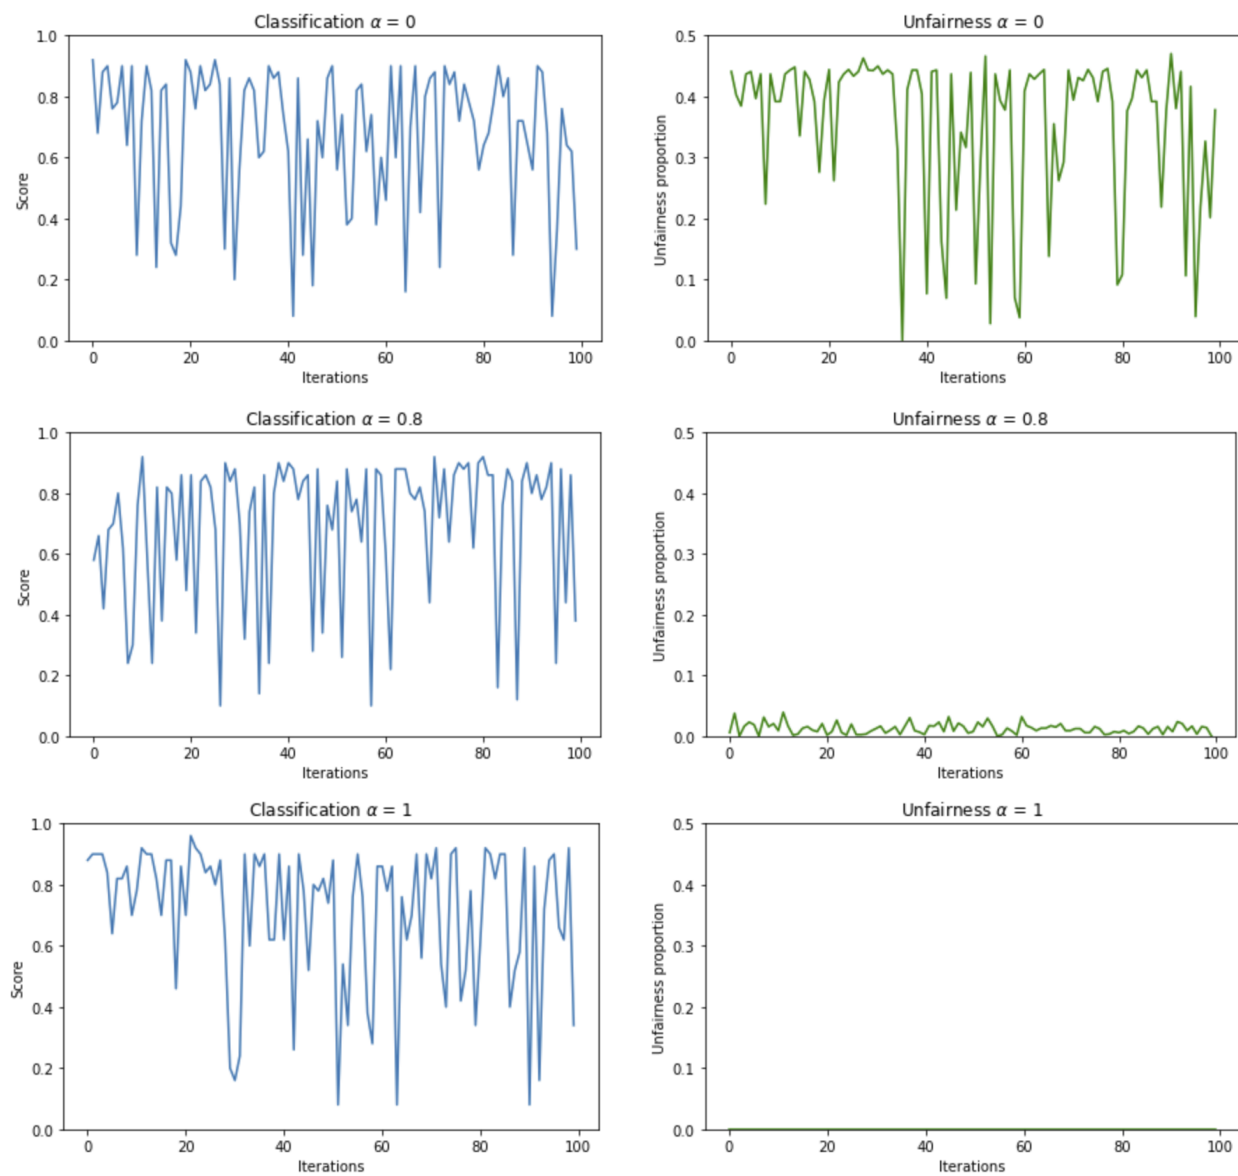 Classification α = 0
1.0
0.8
0.6
0.4
0.2
0.0
Score
0 20 40 60 80 100
Iterations
Unfairness α = 0
0.5
0.4
0.3
0.2
0.1
0.0
Unfairness proportion
0 20 40 60 80 100
Iterations
Classification α = 0.8
1.0
0.8
0.6
0.4
0.2
0.0
Score
0 20 40 60 80 100
Iterations
Unfairness α = 0.8
0.5
0.4
0.3
0.2
0.1
0.0
Unfairness proportion
0 20 40 60 80 100
Iterations
Classification α = 1
1.0
0.8
0.6
0.4
0.2
0.0
Score
0 20 40 60 80 100
Iterations
Unfairness α = 1
0.5
0.4
0.3
0.2
0.1
0.0
Unfairness proportion
0 20 40 60 80 100
Iterations